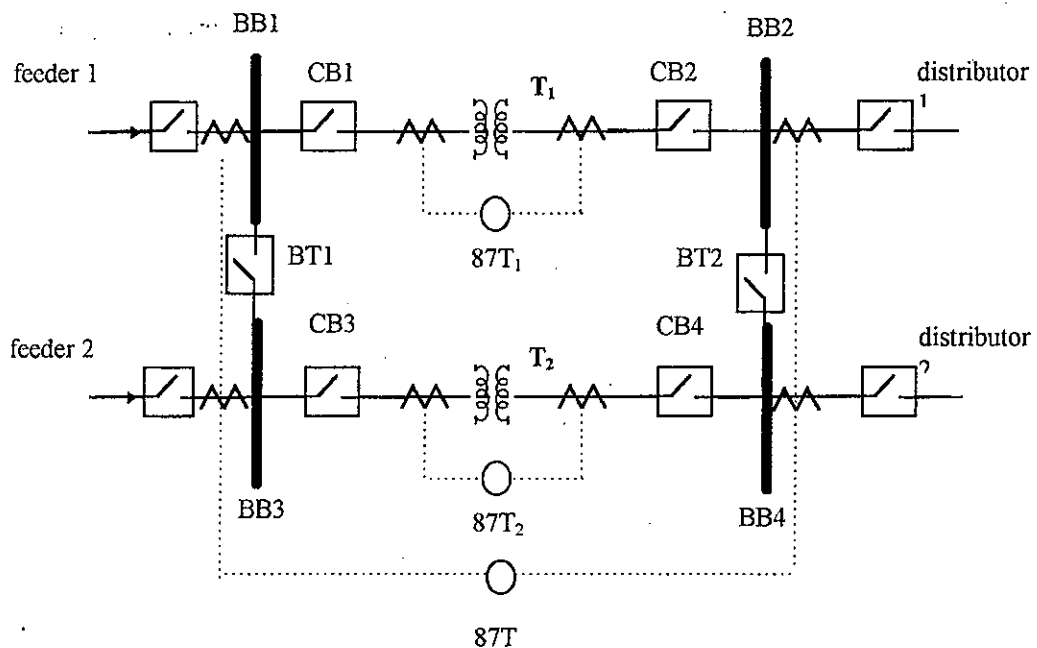 BB1
BB2
feeder 1
CB1
T₁
CB2
distributor
1
87T₁
BT1
BT2
feeder 2
CB3
T₂
CB4
distributor
BB3
87T₂
BB4
87T